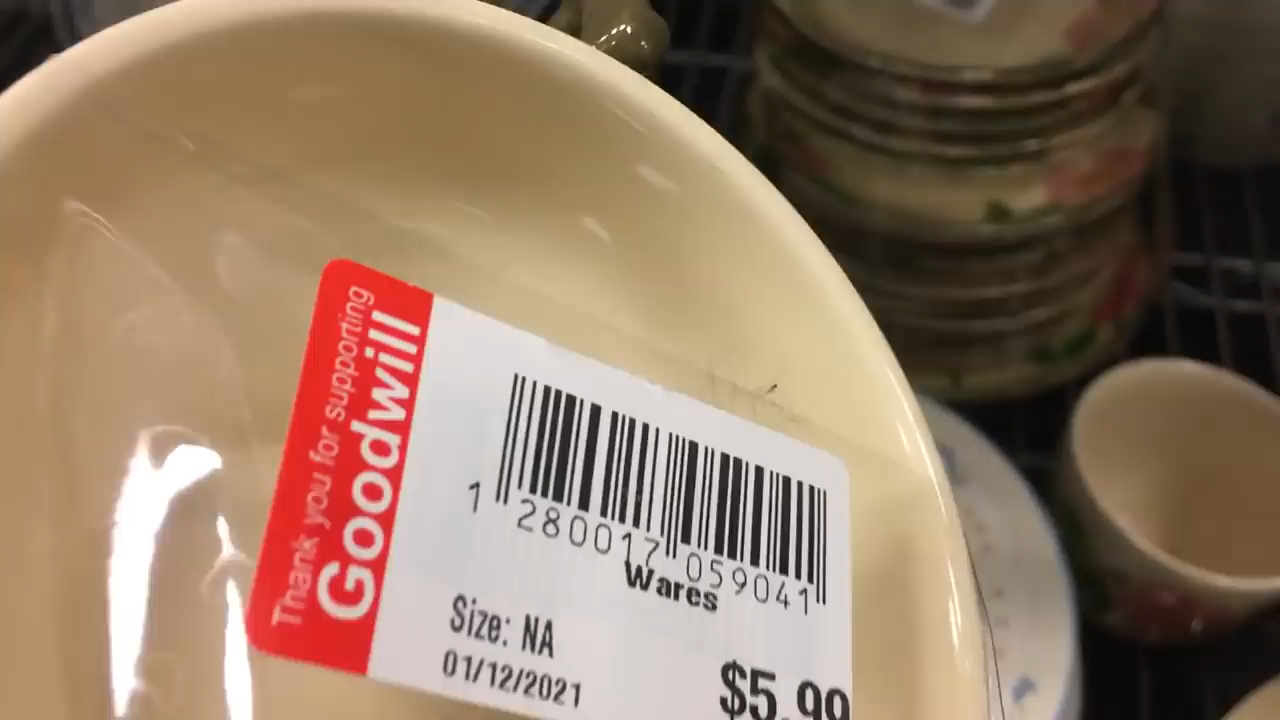 Thank you for supporting
Goodwill
1 280017 059041
Wares
Size: NA
01/12/2021
$5.99